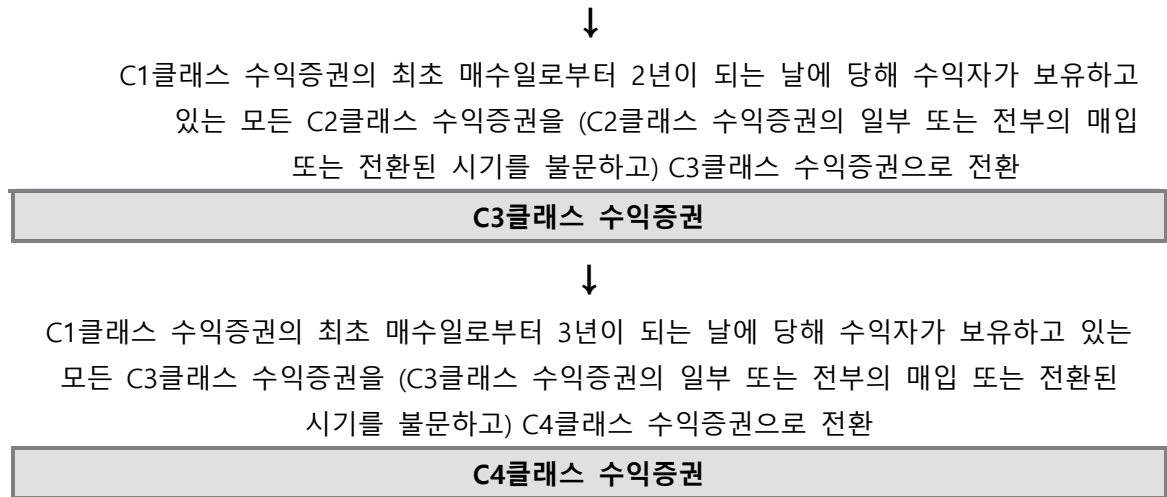 ↓
C1클래스 수익증권의 최초 매수일로부터 2년이 되는 날에 당해 수익자가 보유하고
있는 모든 C2클래스 수익증권을 (C2클래스 수익증권의 일부 또는 전부의 매입
또는 전환된 시기를 불문하고) C3클래스 수익증권으로 전환
C3클래스 수익증권
↓
C1클래스 수익증권의 최초 매수일로부터 3년이 되는 날에 당해 수익자가 보유하고 있는
모든 C3클래스 수익증권을 (C3클래스 수익증권의 일부 또는 전부의 매입 또는 전환된
시기를 불문하고) C4클래스 수익증권으로 전환
C4클래스 수익증권